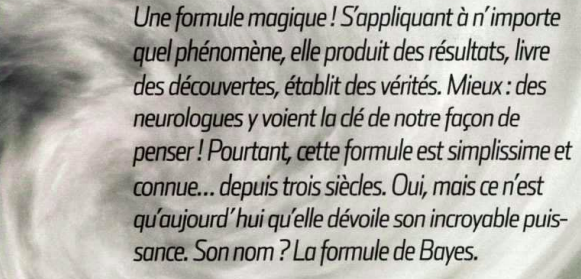 Une formule magique ! S'appliquant à n'importe
quel phénomène, elle produit des résultats, livre
des découvertes, établit des vérités. Mieux : des
neurologues y voient la clé de notre façon de
penser ! Pourtant, cette formule est simplissime et
connue... depuis trois siècles. Oui, mais ce n'est
qu'aujourd'hui qu'elle dévoile son incroyable puis-
sance. Son nom ? La formule de Bayes.